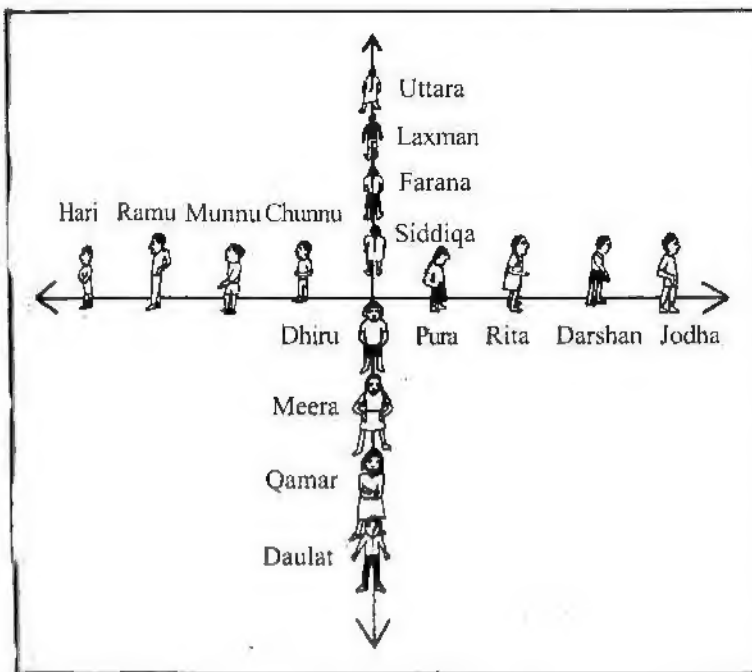 Uttara
Laxman
Farana
Hari Ramu Munnu Chunnu
Siddiqa
Dhiru Pura Rita Darshan Jodha
Meera
Qamar
Daulat